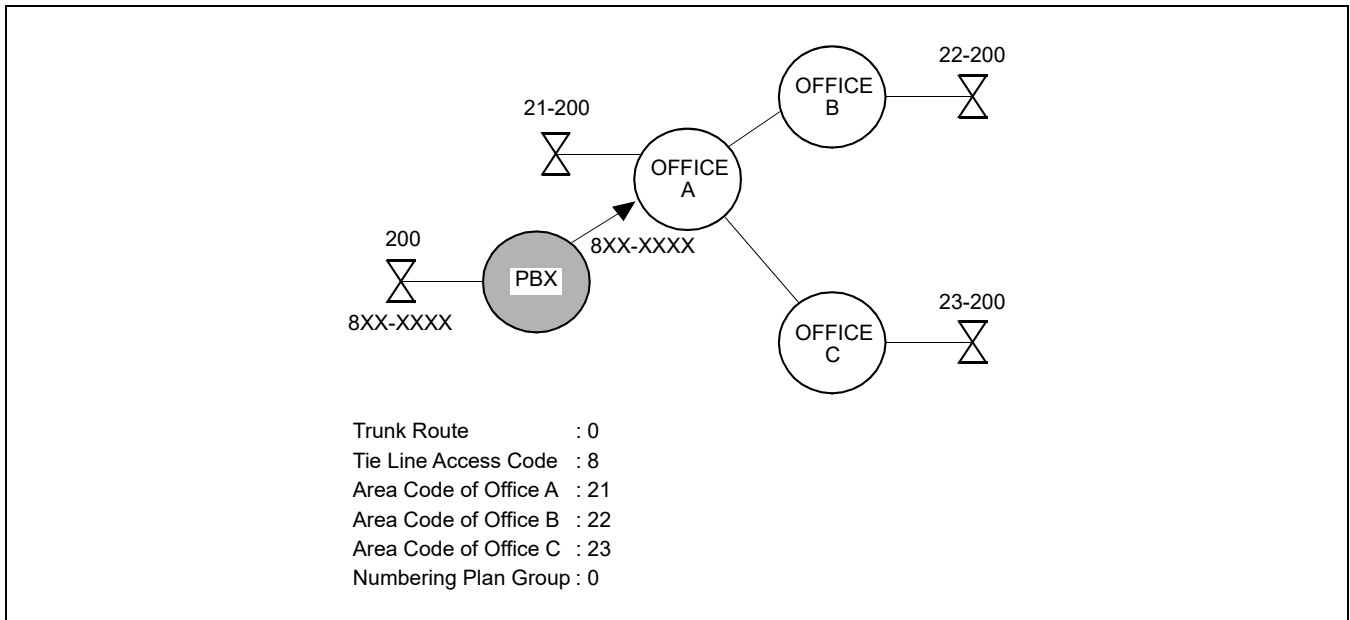 22-200
OFFICE
B
21-200
OFFICE
A
200
8XX-XXXX
PBX
8XX-XXXX
23-200
OFFICE
C
Trunk Route : 0
Tie Line Access Code : 8
Area Code of Office A : 21
Area Code of Office B : 22
Area Code of Office C : 23
Numbering Plan Group : 0